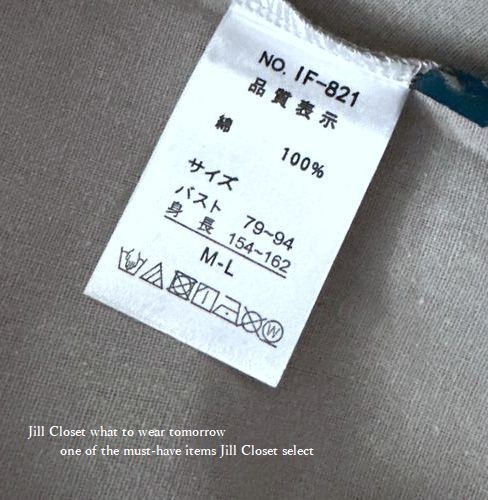 NO. IF-821
品質表示
綿 100%
サイズ
バスト 79~94
身長 154~162
M-L
W
Jill Closet what to wear tomorrow
one of the must-have items Jill Closet select